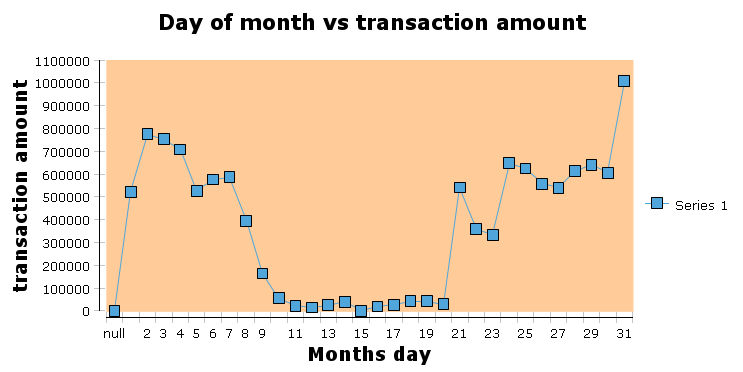 Day of month vs transaction amount
1100000
1000000
900000
800000
700000
600000
500000
400000
300000
200000
100000
0
transaction amount
Series 1
null 2 3 4 5 6 7 8 9 11 13 15 17 19 21 23 25 27 29 31
Months day